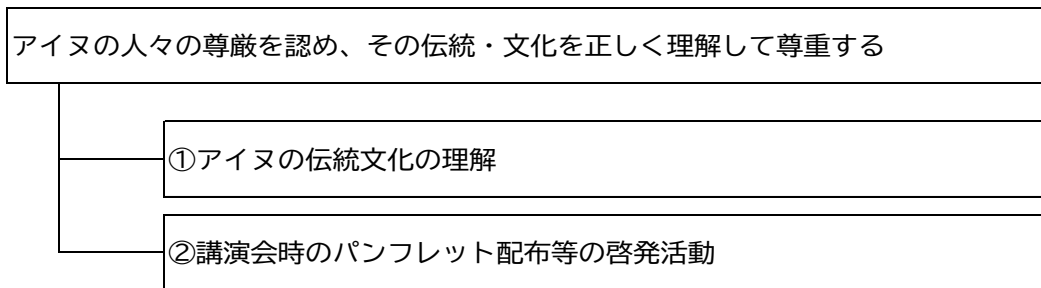 アイヌの人々の尊厳を認め、その伝統・文化を正しく理解して尊重する
①アイヌの伝統文化の理解
②講演会時のパンフレット配布等の啓発活動